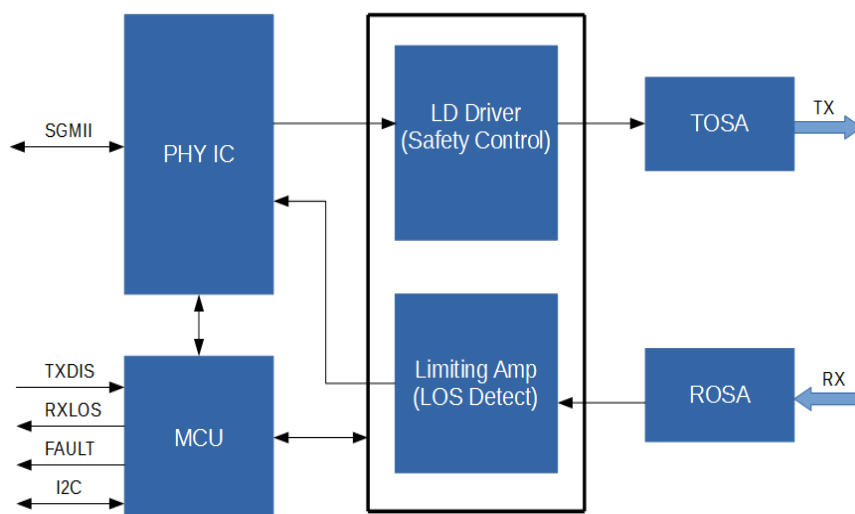 SGMII
PHY IC
LD Driver
(Safety Control)
TOSA
TX
TXDIS
RXLOS
FAULT
I2C
MCU
Limiting Amp
(LOS Detect)
ROSA
RX